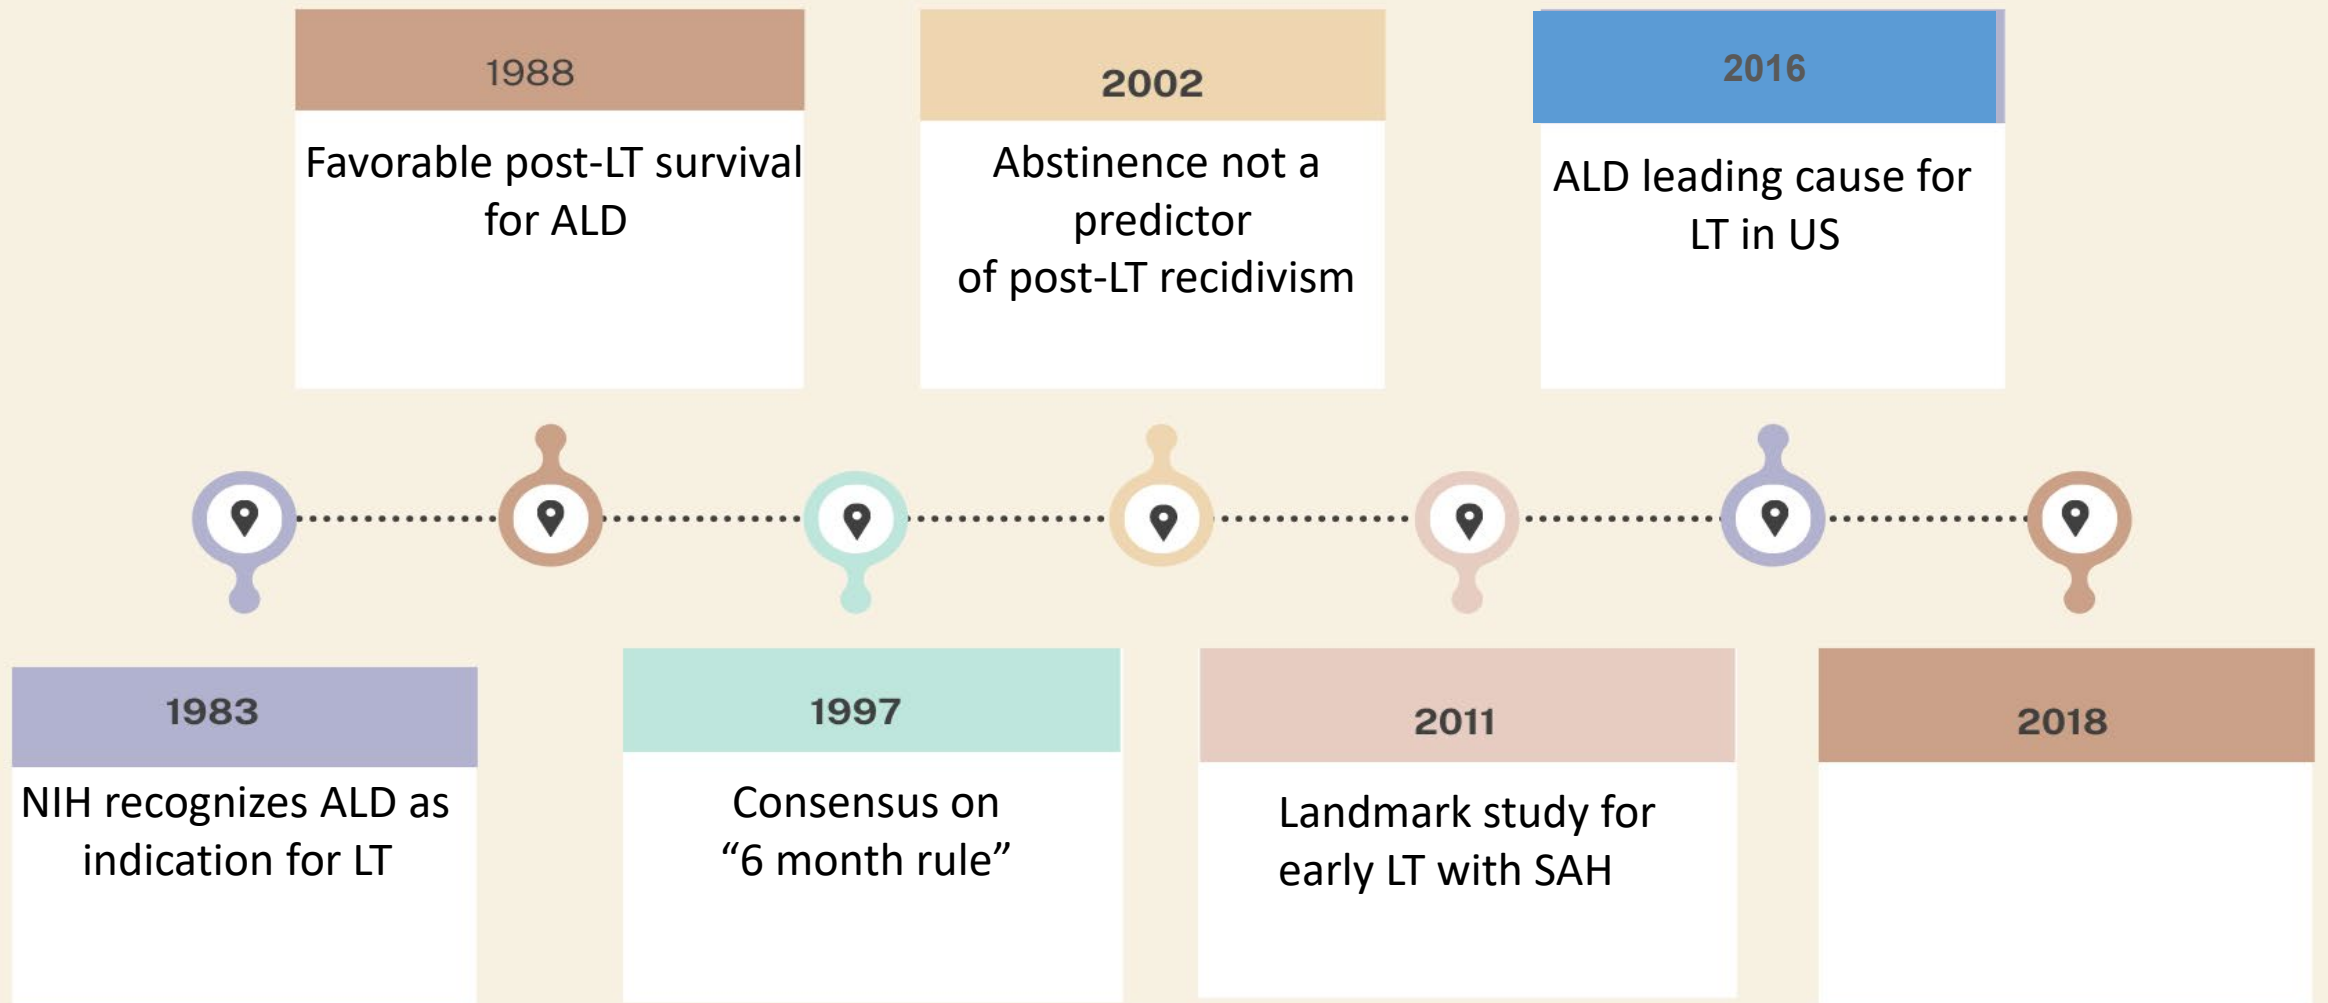 1988
Favorable post-LT survival
for ALD
2002
Abstinence not a
predictor
of post-LT recidivism
2016
ALD leading cause for
LT in US
1983
NIH recognizes ALD as
indication for LT
1997
Consensus on
“6 month rule”
2011
Landmark study for
early LT with SAH
2018